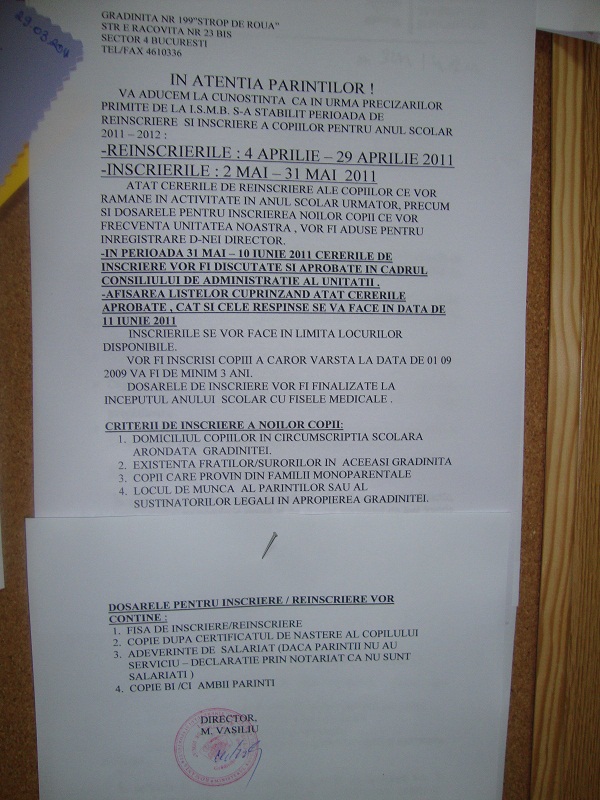 29.03.2011
GRADINITA NR 199"STROP DE ROUA"
STR E RACOVITA NR 23 BIS
SECTOR 4 BUCURESTI
TEL/FAX 4610336
IN ATENTIA PARINTILOR !
VA ADUCEM LA CUNOSTINTA CA IN URMA PRECIZARILOR
PRIMITE DE LA I.S.M.B. S-A STABILIT PERIOADA DE
REINSCRIERE SI INSCRIERE A COPIILOR PENTRU ANUL SCOLAR
2011 – 2012 :
-REINSCRIERILE : 4 APRILIE – 29 APRILIE 2011
-INSCRIERILE : 2 MAI – 31 MAI 2011
ATAT CERERILE DE REINSCRIERE ALE COPIILOR CE VOR
RAMANE IN ACTIVITATE IN ANUL SCOLAR URMATOR, PRECUM
SI DOSARELE PENTRU INSCRIEREA NOILOR COPII CE VOR
FRECVENTA UNITATEA NOASTRA , VOR FI ADUSE PENTRU
INREGISTRARE D-NEI DIRECTOR.
-IN PERIOADA 31 MAI – 10 IUNIE 2011 CERERILE DE
INSCRIERE VOR FI DISCUTATE SI APROBATE IN CADRUL
CONSILIULUI DE ADMINISTRATIE AL UNITATII .
-AFISAREA LISTELOR CUPRINZAND ATAT CERERILE
APROBATE , CAT SI CELE RESPINSE SE VA FACE IN DATA DE
11 IUNIE 2011
INSCRIERILE SE VOR FACE IN LIMITA LOCURILOR
DISPONIBILE.
VOR FI INSCRISI COPIII A CAROR VARSTA LA DATA DE 01 09
2009 VA FI DE MINIM 3 ANI.
DOSARELE DE INSCRIERE VOR FI FINALIZATE LA
INCEPUTUL ANULUI SCOLAR CU FISELE MEDICALE .
CRITERII DE INSCRIERE A NOILOR COPII:
1. DOMICILIUL COPIILOR IN CIRCUMSCRIPTIA SCOLARA
ARONDATA GRADINITEI.
2. EXISTENTA FRATILOR/SURORILOR IN ACEEASI GRADINITA
3. COPII CARE PROVIN DIN FAMILII MONOPARENTALE
4. LOCUL DE MUNCA AL PARINTILOR SAU AL
SUSTINATORILOR LEGALI IN APROPIEREA GRADINITEI.
DOSARELE PENTRU INSCRIERE / REINSCRIERE VOR
CONTINE :
1. FISA DE INSCRIERE/REINSCRIERE
2. COPIE DUPA CERTIFICATUL DE NASTERE AL COPILULUI
3. ADEVERINTE DE SALARIAT (DACA PARINTII NU AU
SERVICIU – DECLARATIE PRIN NOTARIAT CA NU SUNT
SALARIATI )
4. COPIE BI /CI AMBII PARINTI
DIRECTOR,
M. VASILIU